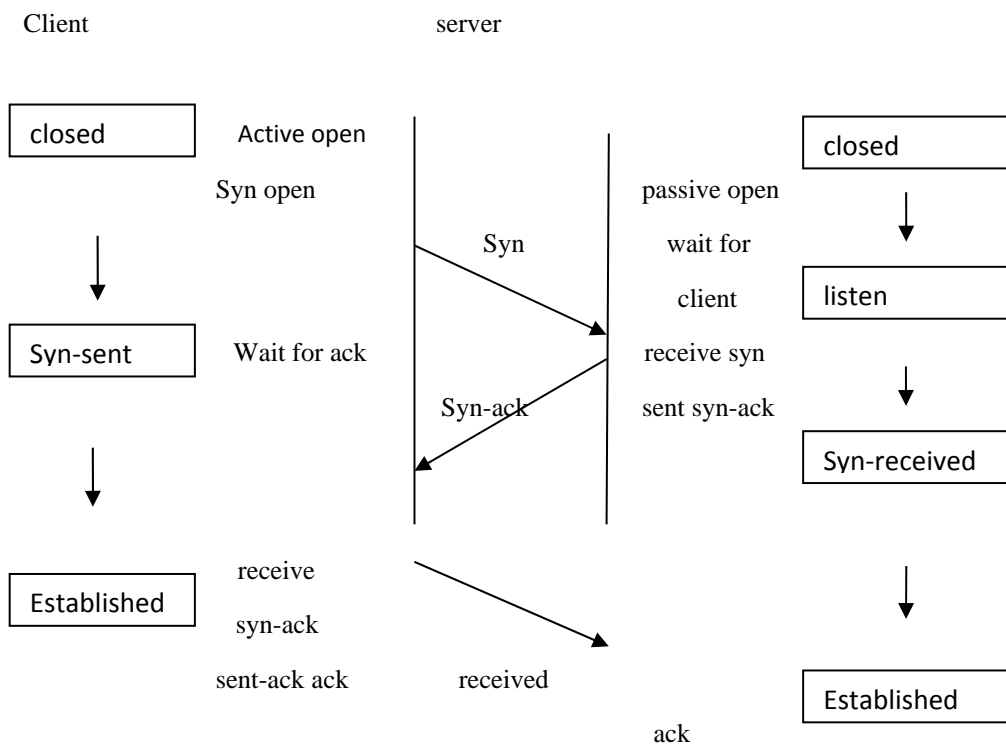 Client server
closed Active open closed
Syn open passive open
Syn wait for
client listen
Syn-sent Wait for ack receive syn
Syn-ack sent syn-ack
Syn-received
receive
Established
syn-ack
sent-ack ack received Established
ack